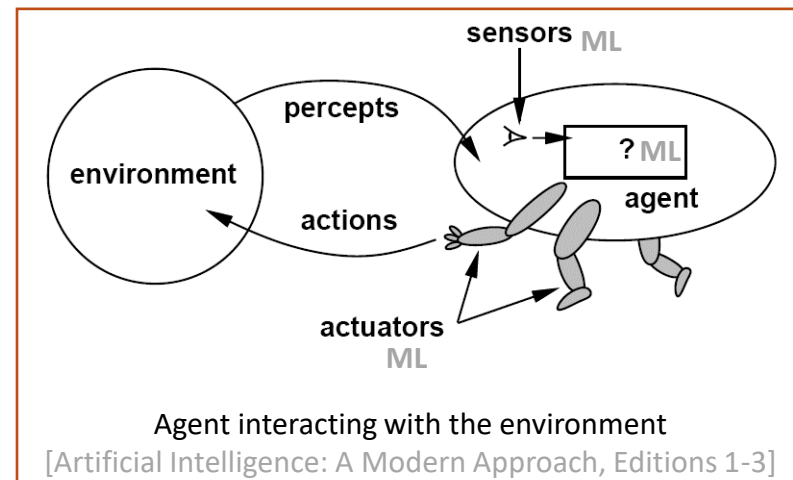 sensors ML
percepts
environment
? ML
agent
actions
actuators
ML
Agent interacting with the environment
[Artificial Intelligence: A Modern Approach, Editions 1-3]